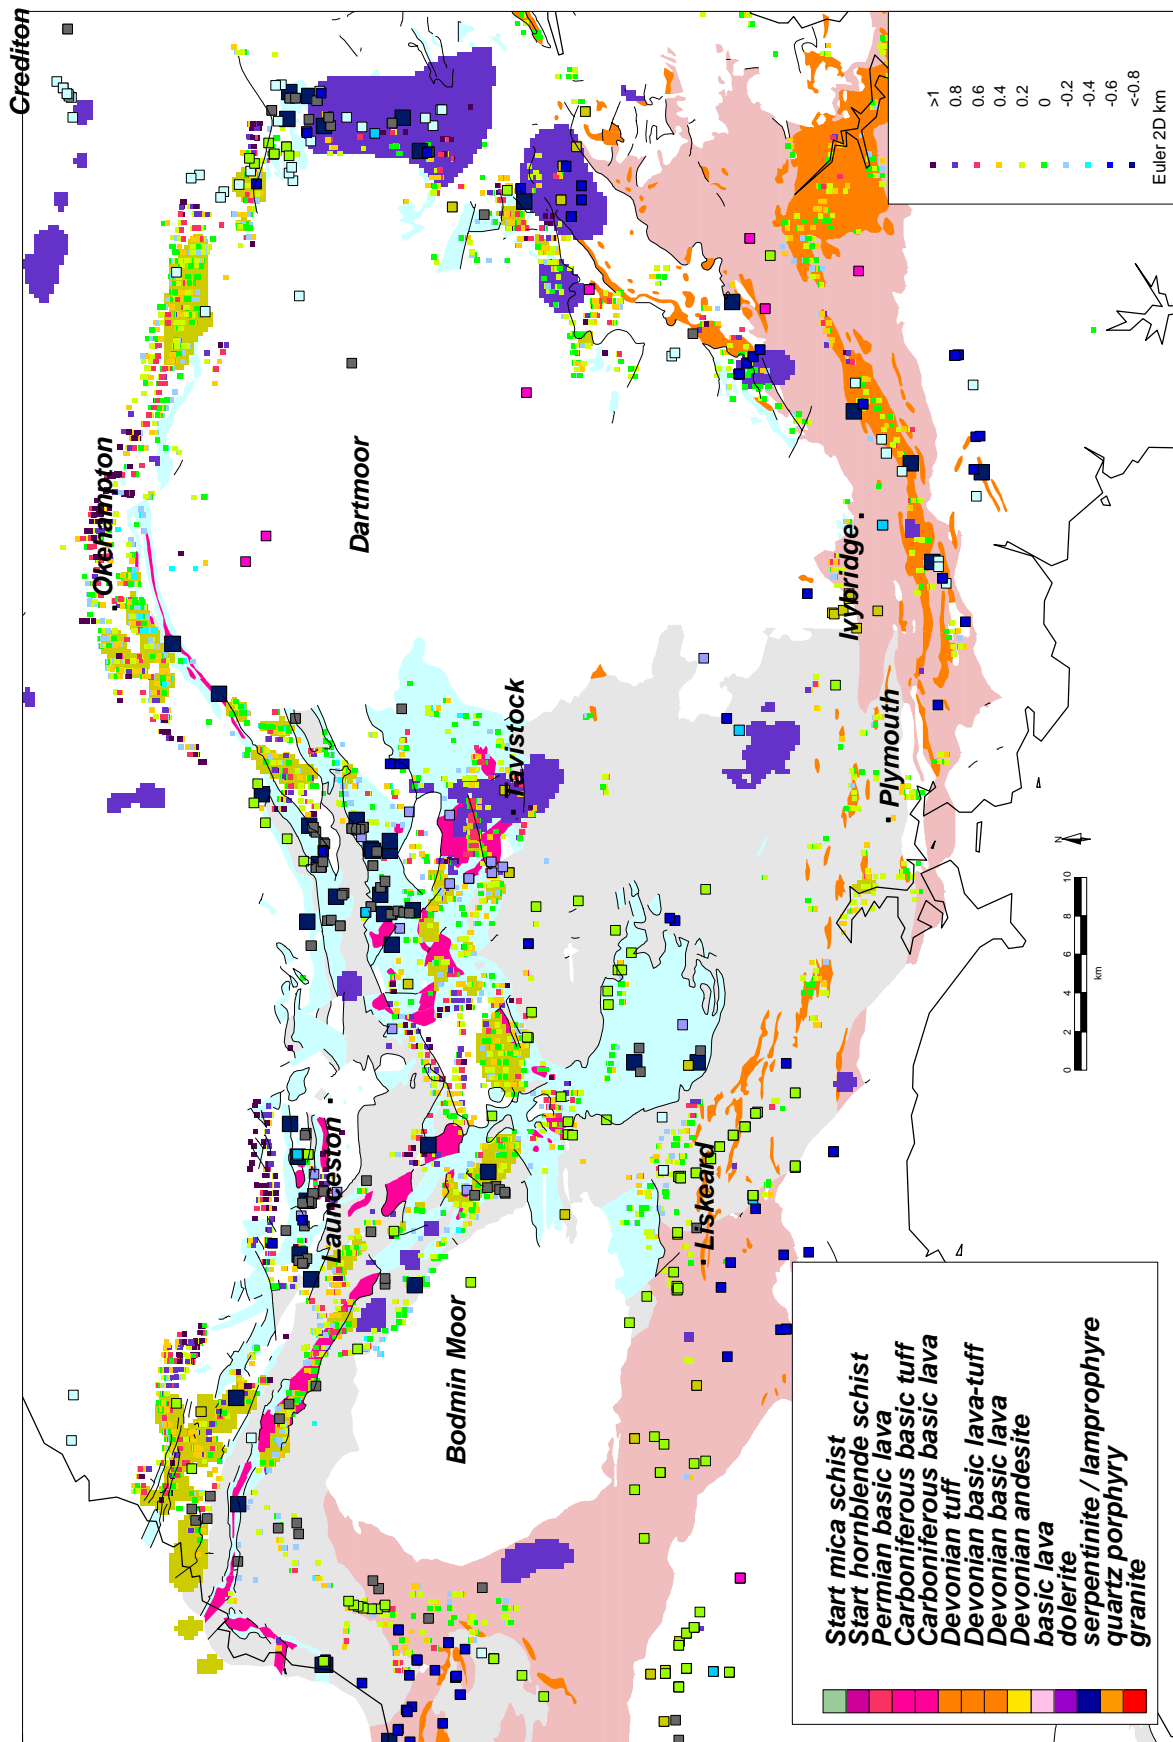 Crediton
Okehampton
Dartmoor
Tavistock
Ivybridge
Plymouth
Launceston
Liskeard
Bodmin Moor
>1
0.8
0.6
0.4
0.2
0
-0.2
-0.4
-0.6
<-0.8
Euler 2D km
N
0 2 4 6 8 10
km
Start mica schist
Start hornblende schist
Permian basic lava
Carboniferous basic tuff
Carboniferous basic lava
Devonian tuff
Devonian basic lava-tuff
Devonian basic lava
Devonian andesite
basic lava
dolerite
serpentinite / lamprophyre
quartz porphyry
granite